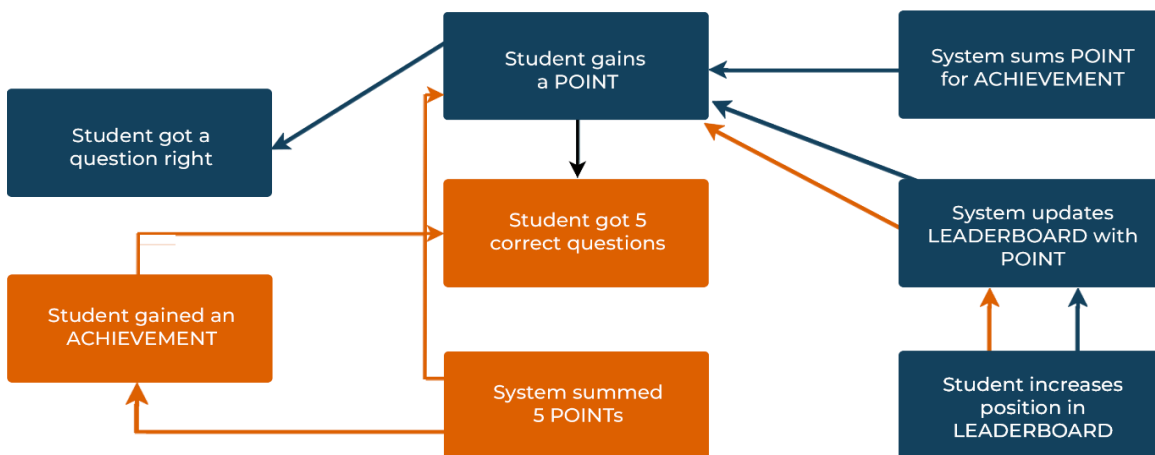 Student gains
a POINT
System sums POINT
for ACHIEVEMENT
Student got a
question right
Student got 5
correct questions
System updates
LEADERBOARD with
POINT
Student gained an
ACHIEVEMENT
System summed
5 POINTs
Student increases
position in
LEADERBOARD